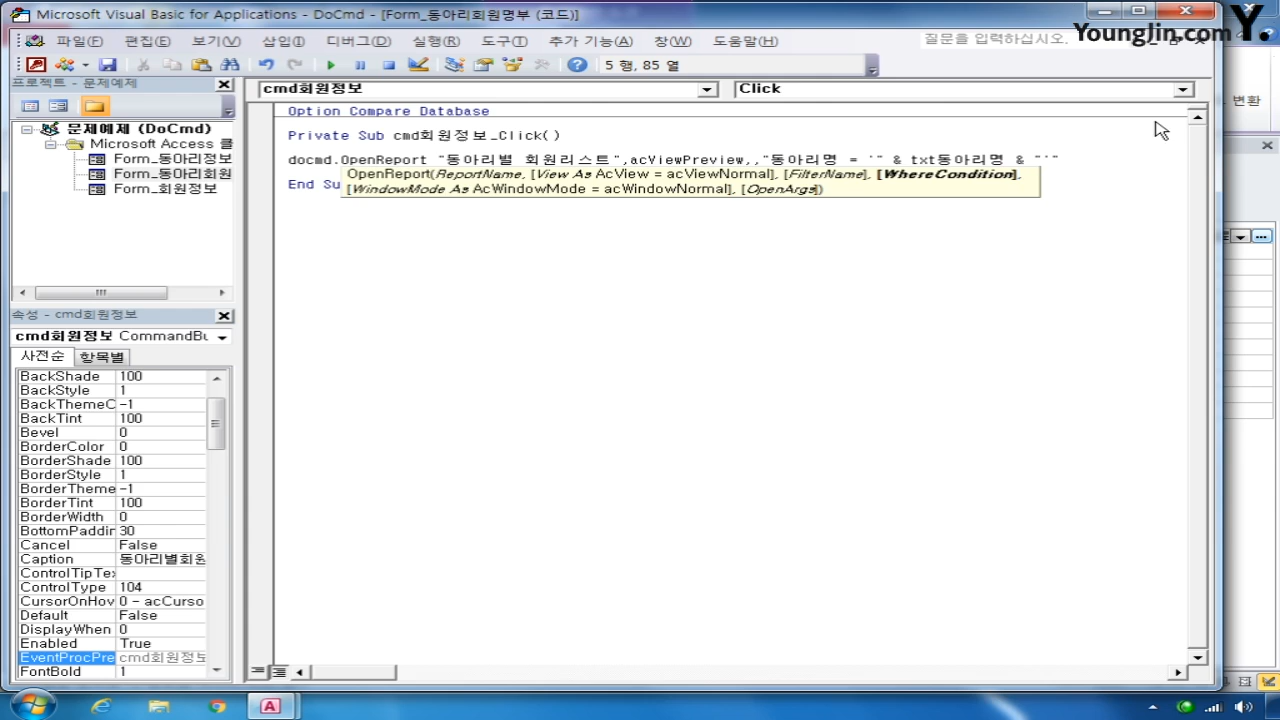 Microsoft Visual Basic for Applications - DoCmd - [Form_동아리회원명부 (코드)]
YoungJin.com Y.
파일(F) 편집(E) 보기(V) 삽입(I) 디버그(D) 실행(R) 도구(T) 추가 기능(A) 창(W) 도움말(H)
질문을 입력하십시오.
5 행, 85 열
프로젝트 - 문제예제
cmd회원정보
Click
변환
문제예제 (DoCmd)
Microsoft Access 클
Form_동아리정보
Form_동아리회원
Form_회원정보
Option Compare Database
Private Sub cmd회원정보_Click()
docmd.OpenReport "동아리별 회원리스트",acViewPreview,,"동아리명 = '" & txt동아리명 & "'"
OpenReport(ReportName, [View As AcView = acViewNormal], [FilterName], [WhereCondition],
[WindowMode As AcWindowMode = acWindowNormal], [OpenArgs])
End Su
속성 - cmd회원정보
cmd회원정보 CommandBu
사전순 항목별
BackShade 100
BackStyle 1
BackThemeC -1
BackTint 100
Bevel 0
BorderColor 0
BorderShade 100
BorderStyle 1
BorderTheme -1
BorderTint 100
BorderWidth 0
BottomPaddin 30
Cancel False
Caption 동아리별회원
ControlTipTex
ControlType 104
CursorOnHov 0 - acCurso
Default False
DisplayWhen 0
Enabled True
EventProcPre cmd회원정보
FontBold 1